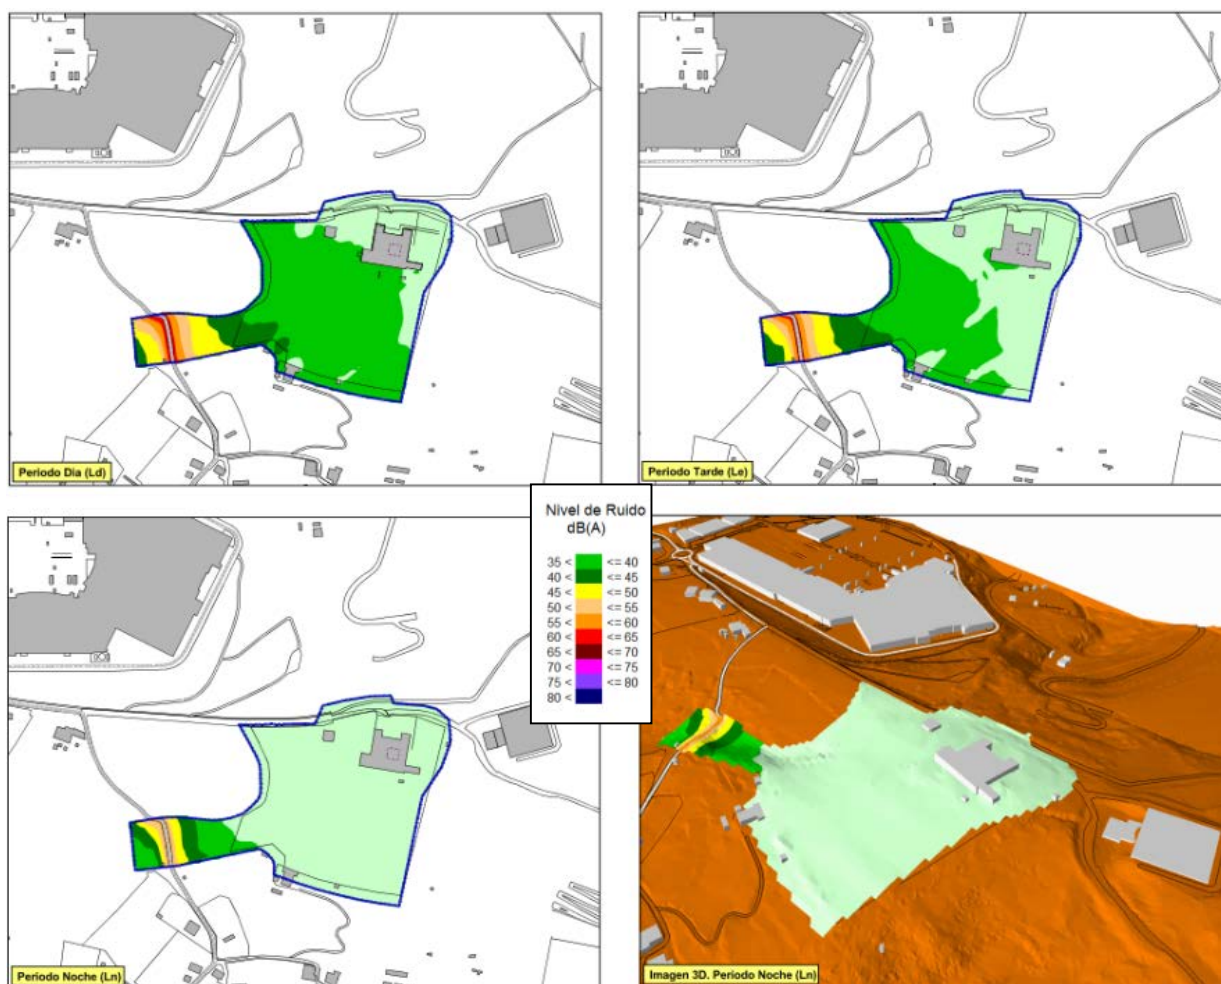 Periodo Dia (Ld)
Periodo Tarde (Le)
Nivel de Ruido
dB(A)
35 < <= 40
40 < <= 45
45 < <= 50
50 < <= 55
55 < <= 60
60 < <= 65
65 < <= 70
70 < <= 75
75 < <= 80
80 <
Periodo Noche (Ln)
Imagen 3D. Periodo Noche (Ln)